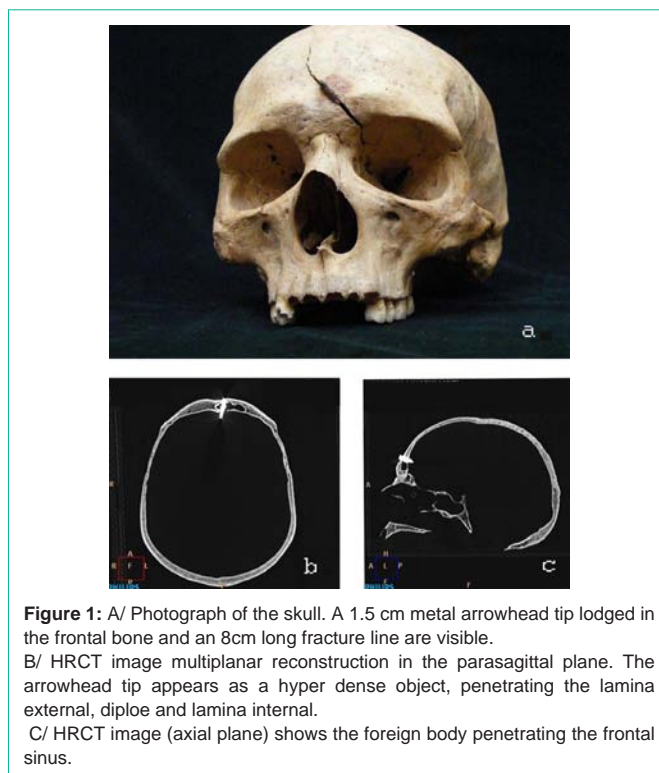 a
b
c
R
A
R F L
P
PHILIPS
A
H
A L P
F
PHILIPS
Figure 1: A/ Photograph of the skull. A 1.5 cm metal arrowhead tip lodged in
the frontal bone and an 8cm long fracture line are visible.
B/ HRCT image multiplanar reconstruction in the parasagittal plane. The
arrowhead tip appears as a hyper dense object, penetrating the lamina
external, diploe and lamina internal.
C/ HRCT image (axial plane) shows the foreign body penetrating the frontal
sinus.